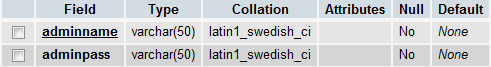 Field Type Collation Attributes Null Default
adminname varchar(50) latin1_swedish_ci No None
adminpass varchar(50) latin1_swedish_ci No None